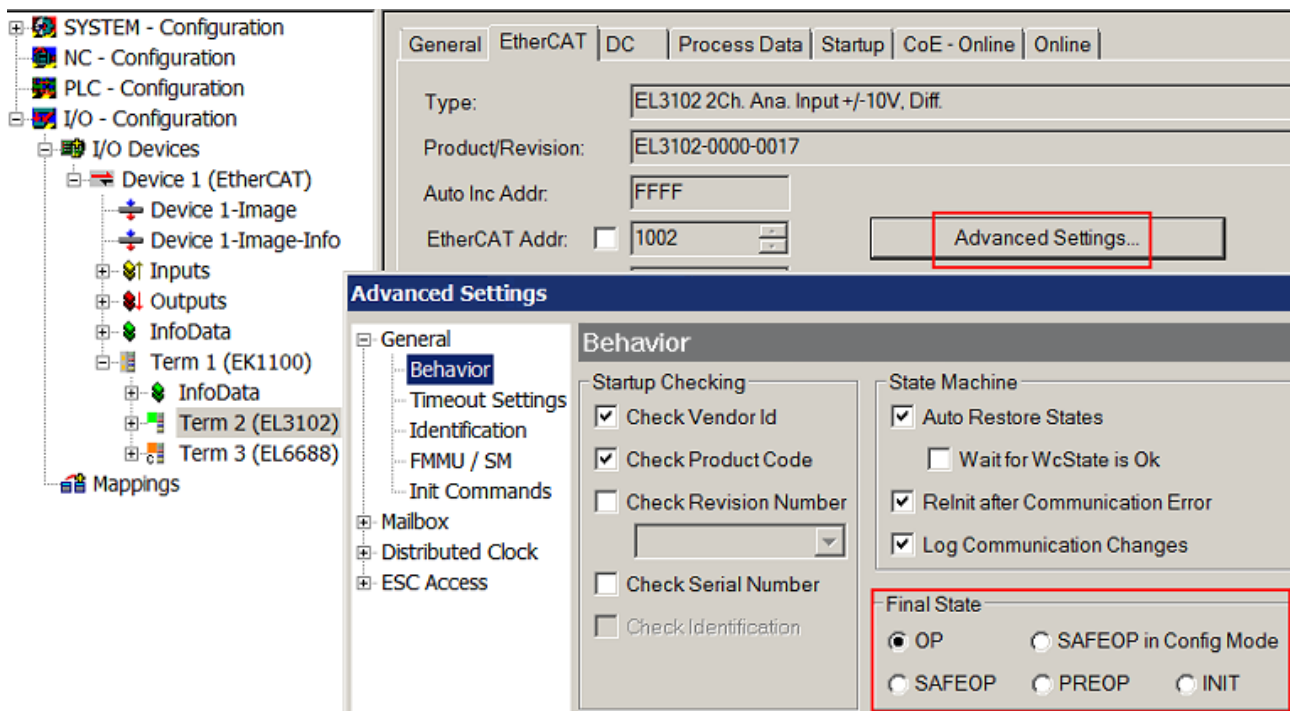 SYSTEM - Configuration
NC - Configuration
PLC - Configuration
I/O - Configuration
I/O Devices
Device 1 (EtherCAT)
Device 1-Image
Device 1-Image-Info
Inputs
Outputs
InfoData
Term 1 (EK1100)
InfoData
Term 2 (EL3102)
Term 3 (EL6688)
Mappings
General EtherCAT DC Process Data Startup CoE - Online Online
Type: EL3102 2Ch. Ana. Input +/-10V, Diff.
Product/Revision: EL3102-0000-0017
Auto Inc Addr: FFFF
EtherCAT Addr: 1002 Advanced Settings...
Advanced Settings
General
Behavior
Timeout Settings
Identification
FMMU / SM
Init Commands
Mailbox
Distributed Clock
ESC Access
Behavior
Startup Checking
Check Vendor Id
Check Product Code
Check Revision Number
Check Serial Number
Check Identification
State Machine
Auto Restore States
Wait for WcState is Ok
ReInit after Communication Error
Log Communication Changes
Final State
OP SAFEOP in Config Mode
SAFEOP PREOP INIT